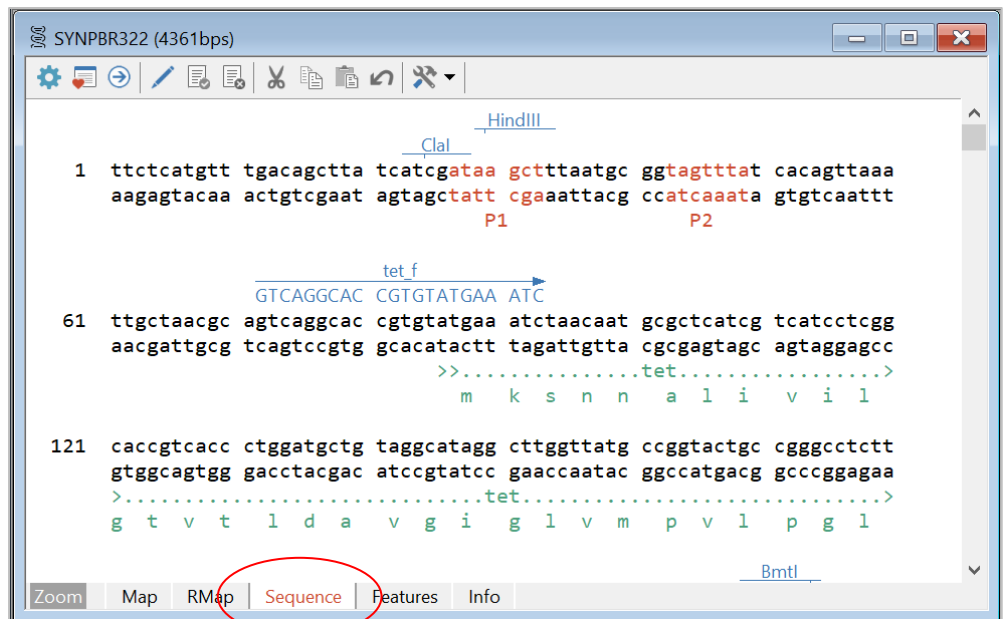 SYNPBR322 (4361bps)
HindIII
ClaI
1 ttctcatgtt tgacagctta tcatcgataa gctttaatgc ggtagtttat cacagttaaa
aagagtacaa actgtcgaat agtagctatt cgaaattacg ccatcaaata gtgtcaattt
P1 P2
tet_f
GTCAGGCAC CGTGTATGAA ATC
61 ttgctaacgc agtcaggcac cgtgtatgaa atctaacaat gcgctcatcg tcatcctcgg
aacgattgcg tcagtccgtg gcacatactt tagattgtta cgcgagtagc agtaggagcc
>>...............tet.................>
m k s n n a l i v i l
121 caccgtcacc ctggatgctg taggcatagg cttggttatg ccggtactgc cgggcctctt
gtggcagtgg gacctacgac atccgtatcc gaaccaatac ggccatgacg gcccggagaa
>..............................tet..............................>
g t v t l d a v g i g l v m p v l p g l
BmtI
Zoom Map RMap Sequence Features Info